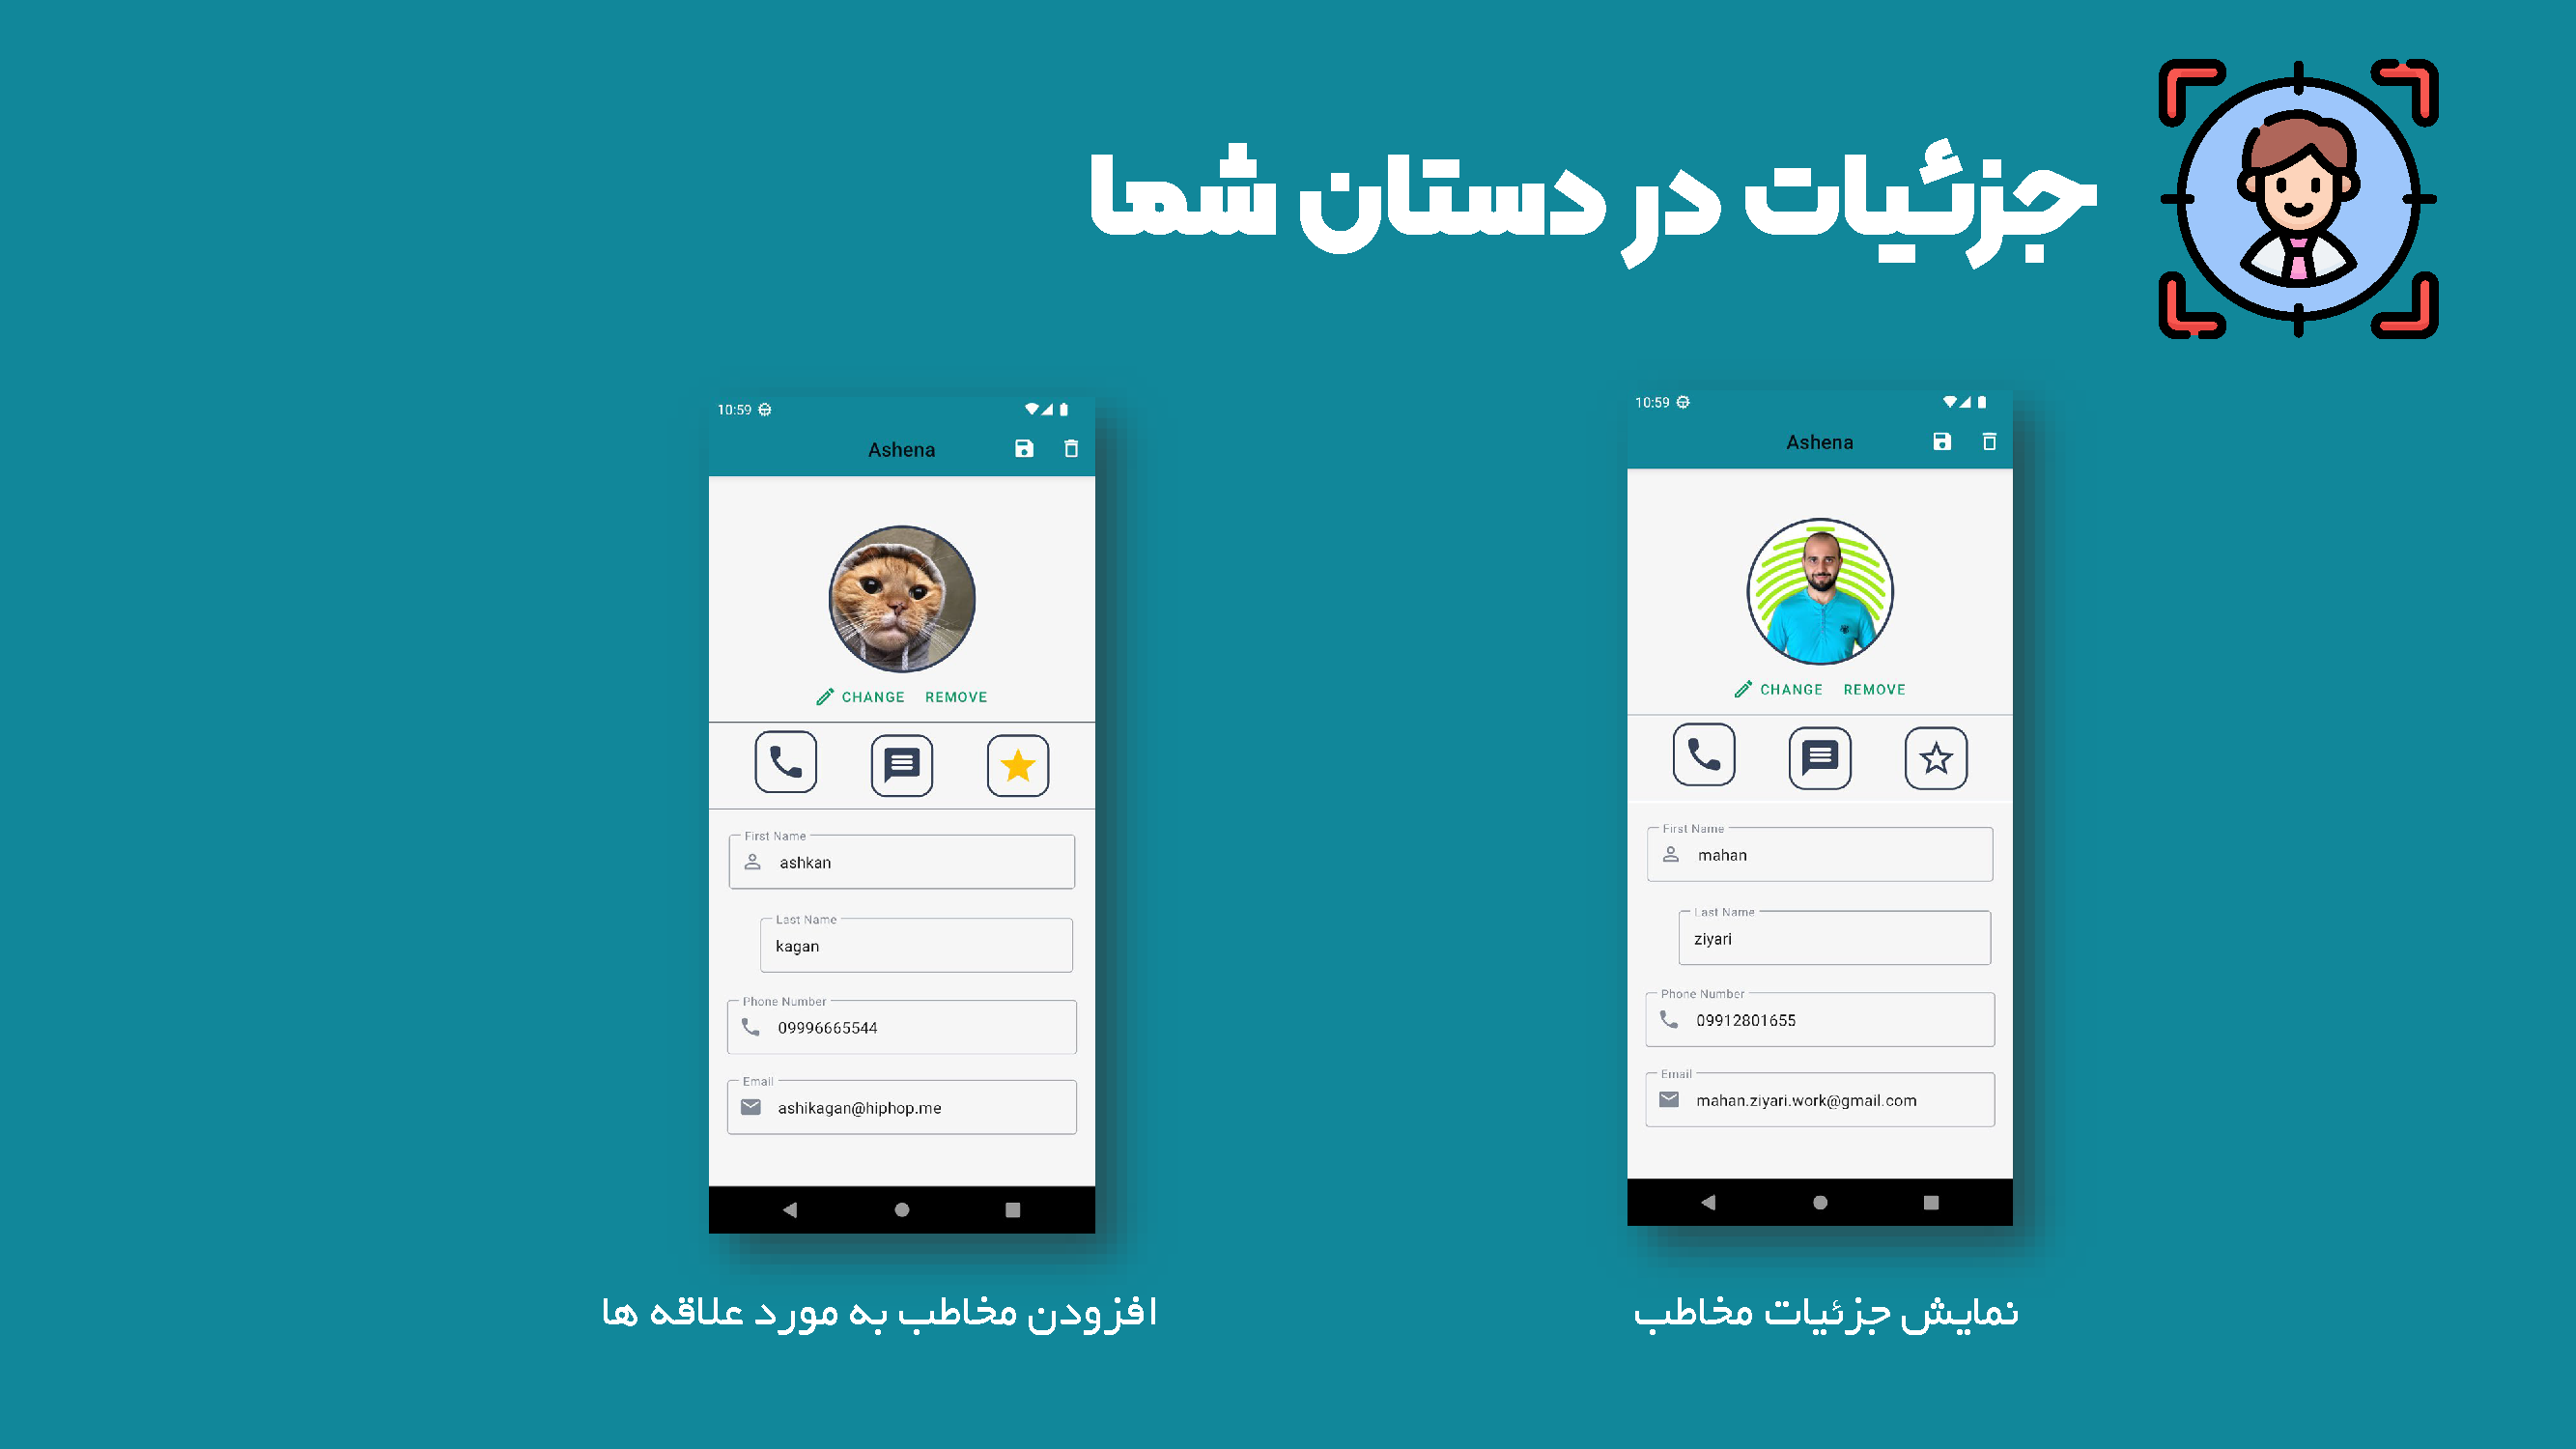 جزئیات در دستان شما
10:59
Ashena
CHANGE REMOVE
First Name
mahan
Last Name
ziyari
Phone Number
09912801655
Email
mahan.ziyari.work@gmail.com
نمایش جزئیات مخاطب
10:59
Ashena
CHANGE REMOVE
First Name
ashkan
Last Name
kagan
Phone Number
09996665544
Email
ashikagan@hiphop.me
افزودن مخاطب به مورد علاقه ها